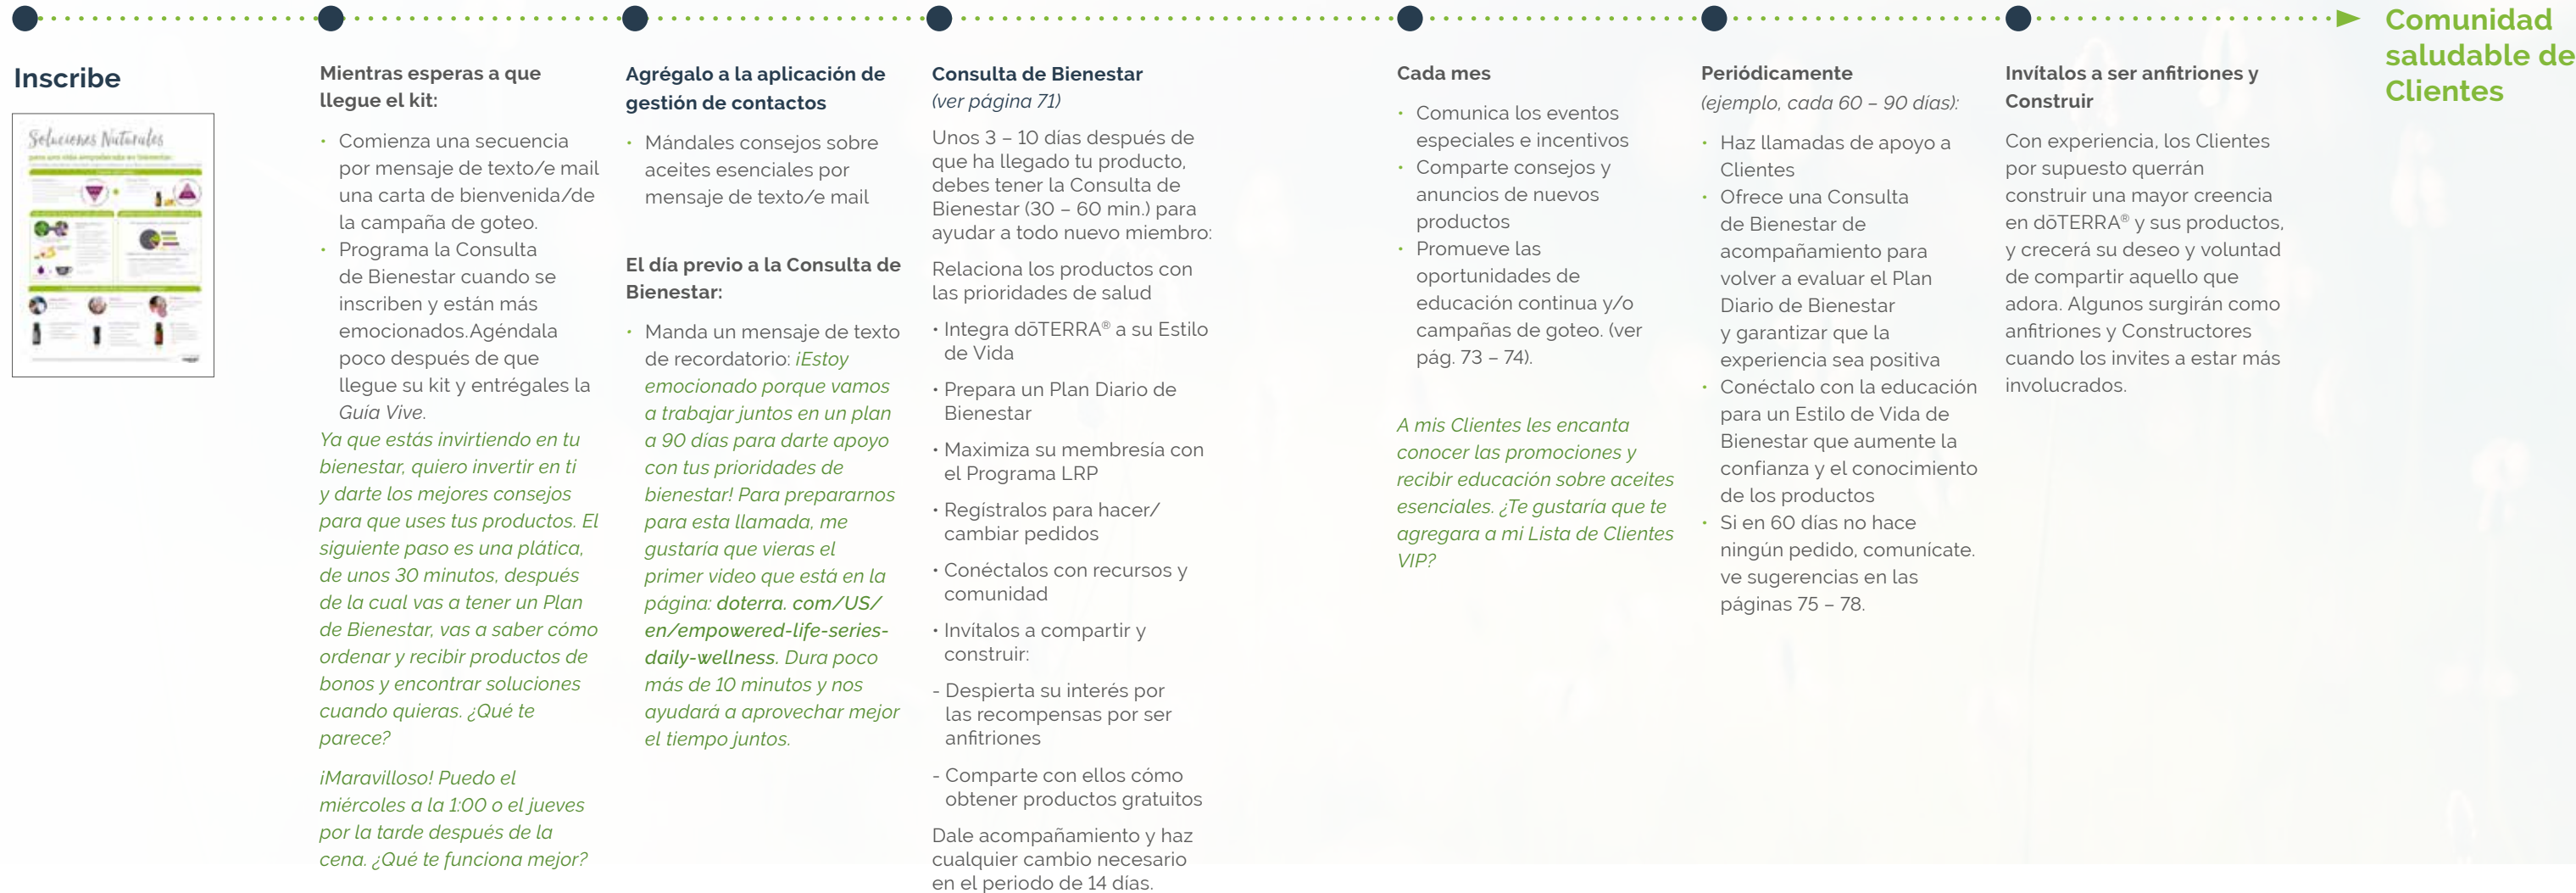 Comunidad
saludable de
Clientes
Inscribe
Soluciones Naturales
Mientras esperas a que
llegue el kit:
• Comienza una secuencia
por mensaje de texto/e mail
una carta de bienvenida/de
la campaña de goteo.
• Programa la Consulta
de Bienestar cuando se
inscriben y están más
emocionados.Agéndala
poco después de que
llegue su kit y entrégales la
Guía Vive.
Ya que estás invirtiendo en tu
bienestar, quiero invertir en ti
y darte los mejores consejos
para que uses tus productos. El
siguiente paso es una plática,
de unos 30 minutos, después
de la cual vas a tener un Plan
de Bienestar, vas a saber cómo
ordenar y recibir productos de
bonos y encontrar soluciones
cuando quieras. ¿Qué te
parece?
¡Maravilloso! Puedo el
miércoles a la 1:00 o el jueves
por la tarde después de la
cena. ¿Qué te funciona mejor?
Agrégalo a la aplicación de
gestión de contactos
• Mándales consejos sobre
aceites esenciales por
mensaje de texto/e mail
El día previo a la Consulta de
Bienestar:
• Manda un mensaje de texto
de recordatorio: ¡Estoy
emocionado porque vamos
a trabajar juntos en un plan
a 90 días para darte apoyo
con tus prioridades de
bienestar! Para prepararnos
para esta llamada, me
gustaría que vieras el
primer video que está en la
página: doterra. com/US/
en/empowered-life-series-
daily-wellness. Dura poco
más de 10 minutos y nos
ayudará a aprovechar mejor
el tiempo juntos.
Consulta de Bienestar
(ver página 71)
Unos 3 – 10 días después de
que ha llegado tu producto,
debes tener la Consulta de
Bienestar (30 – 60 min.) para
ayudar a todo nuevo miembro:
Relaciona los productos con
las prioridades de salud
• Integra dōTERRA® a su Estilo
de Vida
• Prepara un Plan Diario de
Bienestar
• Maximiza su membresía con
el Programa LRP
• Regístralos para hacer/
cambiar pedidos
• Conéctalos con recursos y
comunidad
• Invítalos a compartir y
construir:
- Despierta su interés por
las recompensas por ser
anfitriones
- Comparte con ellos cómo
obtener productos gratuitos
Dale acompañamiento y haz
cualquier cambio necesario
en el periodo de 14 días.
Cada mes
• Comunica los eventos
especiales e incentivos
• Comparte consejos y
anuncios de nuevos
productos
• Promueve las
oportunidades de
educación continua y/o
campañas de goteo. (ver
pág. 73 – 74).
A mis Clientes les encanta
conocer las promociones y
recibir educación sobre aceites
esenciales. ¿Te gustaría que te
agregara a mi Lista de Clientes
VIP?
Periódicamente
(ejemplo, cada 60 – 90 días):
• Haz llamadas de apoyo a
Clientes
• Ofrece una Consulta
de Bienestar de
acompañamiento para
volver a evaluar el Plan
Diario de Bienestar
y garantizar que la
experiencia sea positiva
• Conéctalo con la educación
para un Estilo de Vida de
Bienestar que aumente la
confianza y el conocimiento
de los productos
• Si en 60 días no hace
ningún pedido, comunícate.
ve sugerencias en las
páginas 75 – 78.
Invítalos a ser anfitriones y
Construir
Con experiencia, los Clientes
por supuesto querrán
construir una mayor creencia
en dōTERRA® y sus productos,
y crecerá su deseo y voluntad
de compartir aquello que
adora. Algunos surgirán como
anfitriones y Constructores
cuando los invites a estar más
involucrados.